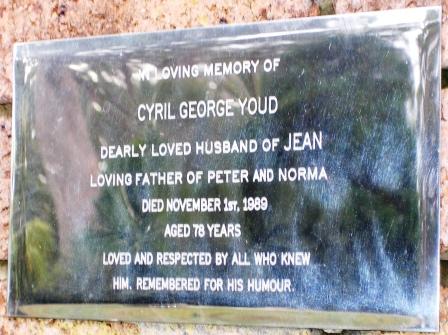 IN LOVING MEMORY OF
CYRIL GEORGE YOUD
DEARLY LOVED HUSBAND OF JEAN
LOVING FATHER OF PETER AND NORMA
DIED NOVEMBER 1ST, 1989
AGED 78 YEARS
LOVED AND RESPECTED BY ALL WHO KNEW
HIM. REMEMBERED FOR HIS HUMOUR.